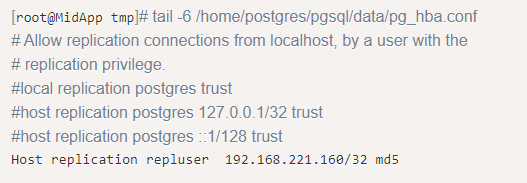 [root@MidApp tmp]# tail -6 /home/postgres/pgsql/data/pg_hba.conf
# Allow replication connections from localhost, by a user with the
# replication privilege.
#local replication postgres trust
#host replication postgres 127.0.0.1/32 trust
#host replication postgres ::1/128 trust
Host replication repluser  192.168.221.160/32 md5